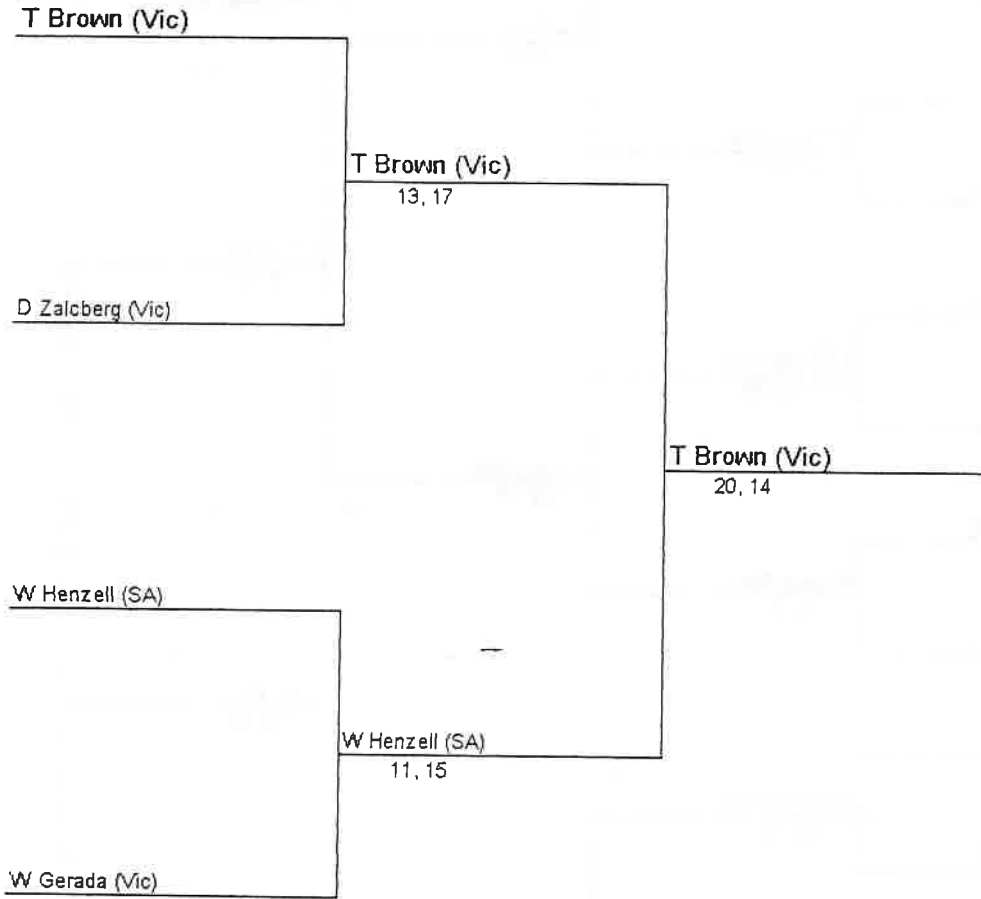 T Brown (Vic)
T Brown (Vic)
13, 17
D Zalcberg (Vic)
T Brown (Vic)
20, 14
W Henzell (SA)
W Henzell (SA)
11, 15
W Gerada (Vic)